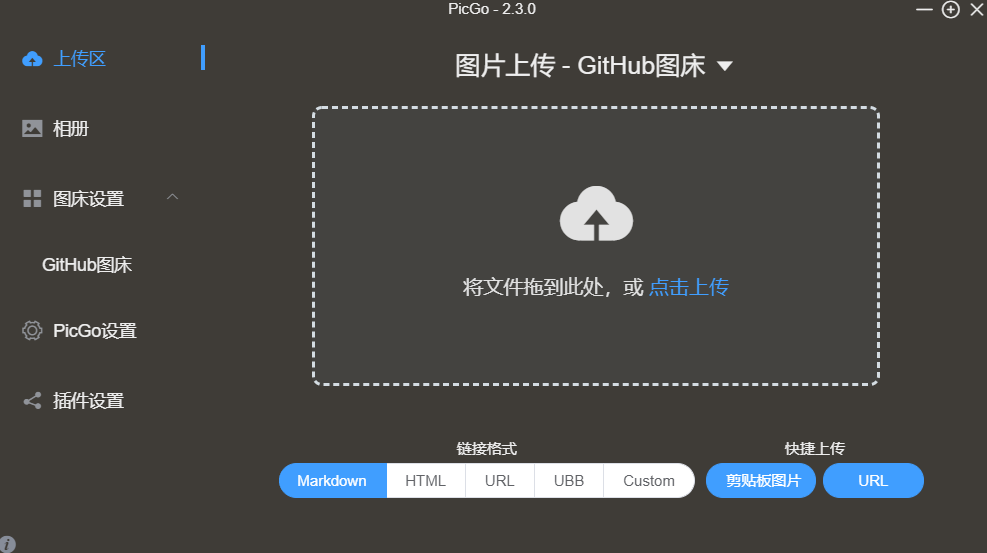 PicGo - 2.3.0
上传区
相册
图床设置
GitHub图床
PicGo设置
插件设置
图片上传 - GitHub图床
将文件拖到此处，或 点击上传
链接格式
Markdown HTML URL UBB Custom
快捷上传
剪贴板图片 URL
i